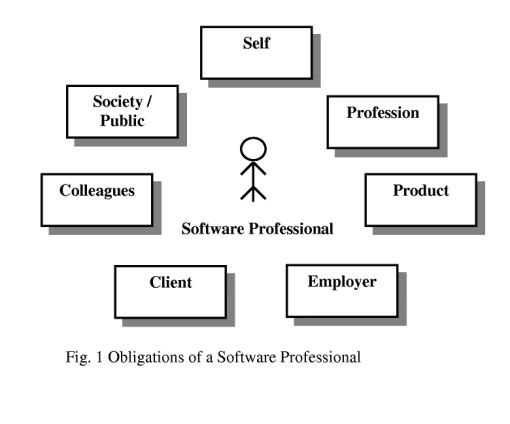 Self
Society /
Public
Profession
Colleagues
Product
Software Professional
Client
Employer
Fig. 1 Obligations of a Software Professional